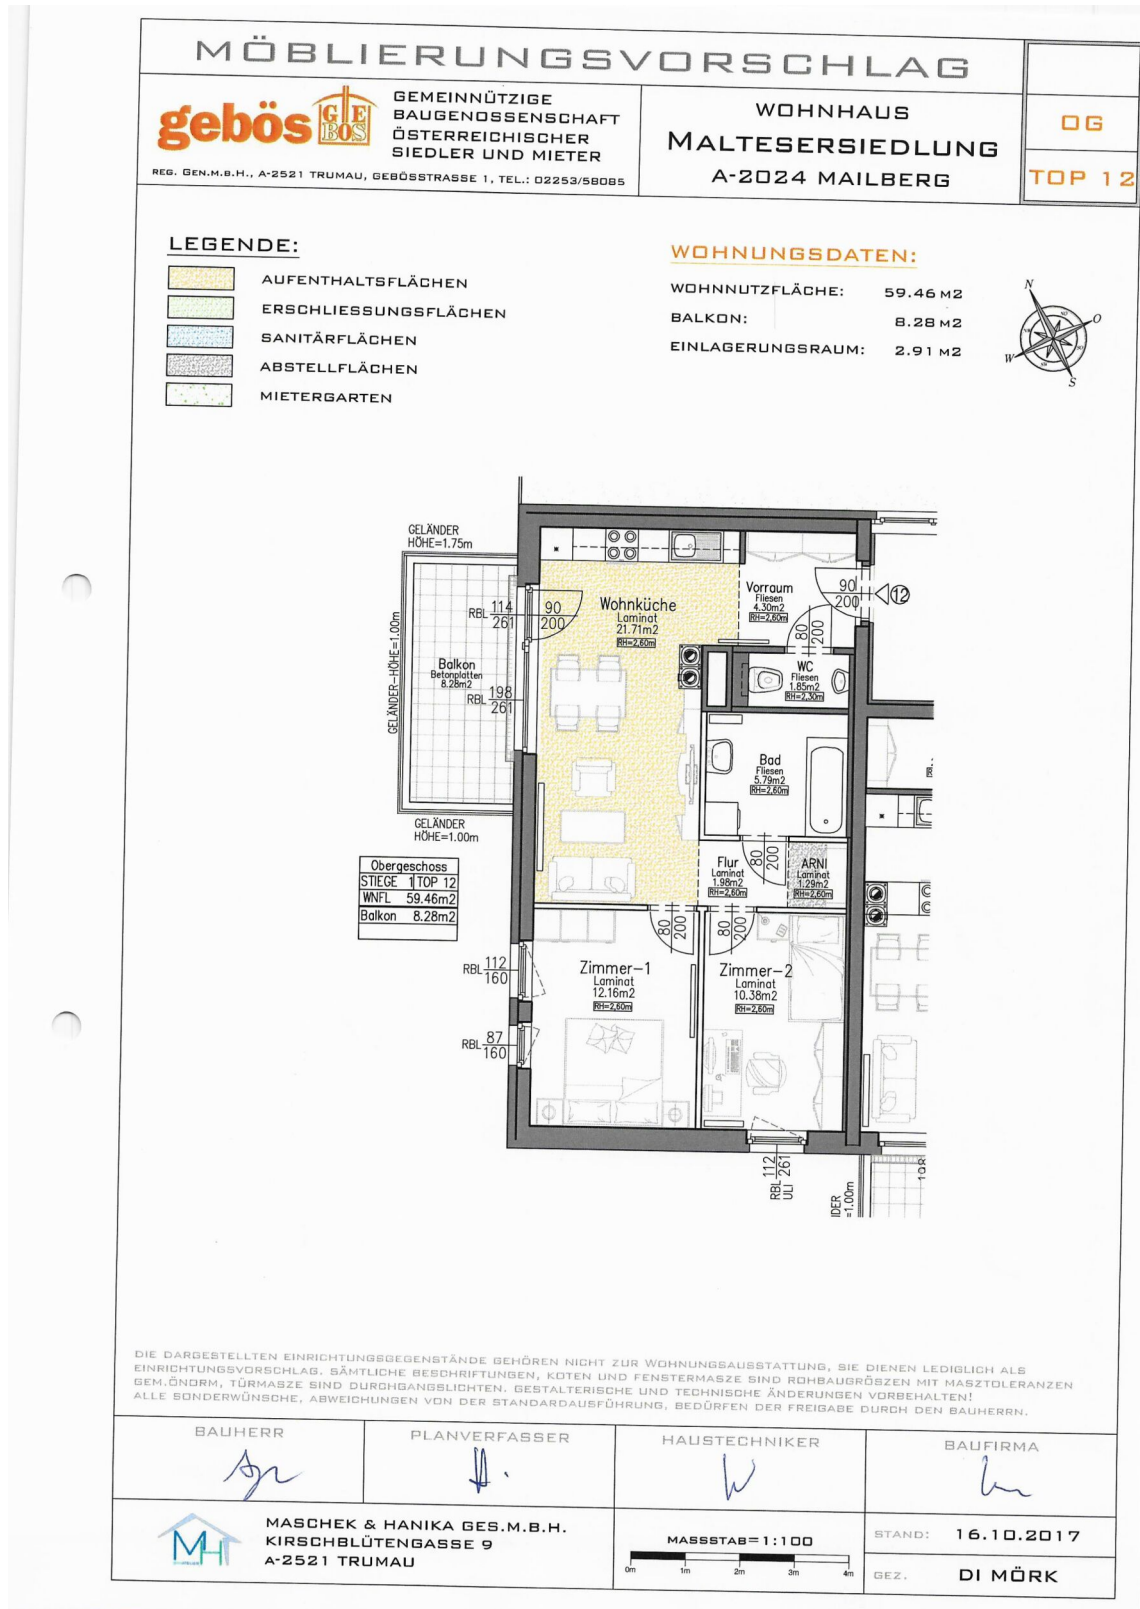 MÖBLIERUNGSVORSCHLAG
gebös
GE
BÖS
GEMEINNÜTZIGE
BAUGENOSSENSCHAFT
ÖSTERREICHISCHER
SIEDLER UND MIETER
REG. GEN.M.B.H., A-2521 TRUMAU, GEBÖSSTRASSE 1, TEL.: 02253/58085
WOHNHAUS
MALTESERSIEDLUNG
A-2024 MAILBERG
OG
TOP 12
LEGENDE:
AUFENTHALTSFLÄCHEN
ERSCHLIESSUNGSFLÄCHEN
SANITÄRFLÄCHEN
ABSTELLFLÄCHEN
MIETERGARTEN
WOHNUNGSDATEN:
WOHNNUTZFLÄCHE: 59.46 M2
BALKON: 8.28 M2
EINLAGERUNGSRAUM: 2.91 M2
N
O
W
S
GELÄNDER
HÖHE=1.75m
GELÄNDER-HÖHE=1.00m
RBL 114
261
90
200
Wohnküche
Laminat
21.71m2
RH=2,60m
Vorraum
Fliesen
4.30m2
RH=2,60m
90
200
12
80
200
Balkon
Betonplatten
8.28m2
RBL 198
261
WC
Fliesen
1.85m2
RH=2,30m
Bad
Fliesen
5.79m2
RH=2,60m
GELÄNDER
HÖHE=1.00m
80
200
Flur
Laminat
1.98m2
RH=2,60m
ARNI
Laminat
1.29m2
RH=2,60m
Obergeschoss
STIEGE 1 TOP 12
WNFL 59.46m2
Balkon 8.28m2
80
200
80
200
RBL 112
160
Zimmer-1
Laminat
12.16m2
RH=2,60m
Zimmer-2
Laminat
10.38m2
RH=2,60m
RBL 87
160
RBL 112
261
ULI
=1.00m
DIE DARGESTELLTEN EINRICHTUNGSGEGENSTÄNDE GEHÖREN NICHT ZUR WOHNUNGSAUSSTATTUNG, SIE DIENEN LEDIGLICH ALS
EINRICHTUNGSVORSCHLAG. SÄMTLICHE BESCHRIFTUNGEN, KOTEN UND FENSTERMASZE SIND ROHBAUGRÖSZEN MIT MASZTOLERANZEN
GEM.ÖNORM, TÜRMASZE SIND DURCHGANGSLICHTEN. GESTALTERISCHE UND TECHNISCHE ÄNDERUNGEN VORBEHALTEN!
ALLE SONDERWÜNSCHE, ABWEICHUNGEN VON DER STANDARDAUSFÜHRUNG, BEDÜRFEN DER FREIGABE DURCH DEN BAUHERRN.
BAUHERR
PLANVERFASSER
HAUSTECHNIKER
BAUFIRMA
MH
MASCHEK & HANIKA GES.M.B.H.
KIRSCHBLÜTENGASSE 9
A-2521 TRUMAU
MASSSTAB=1:100
0m 1m 2m 3m 4m
STAND: 16.10.2017
GEZ. DI MÖRK